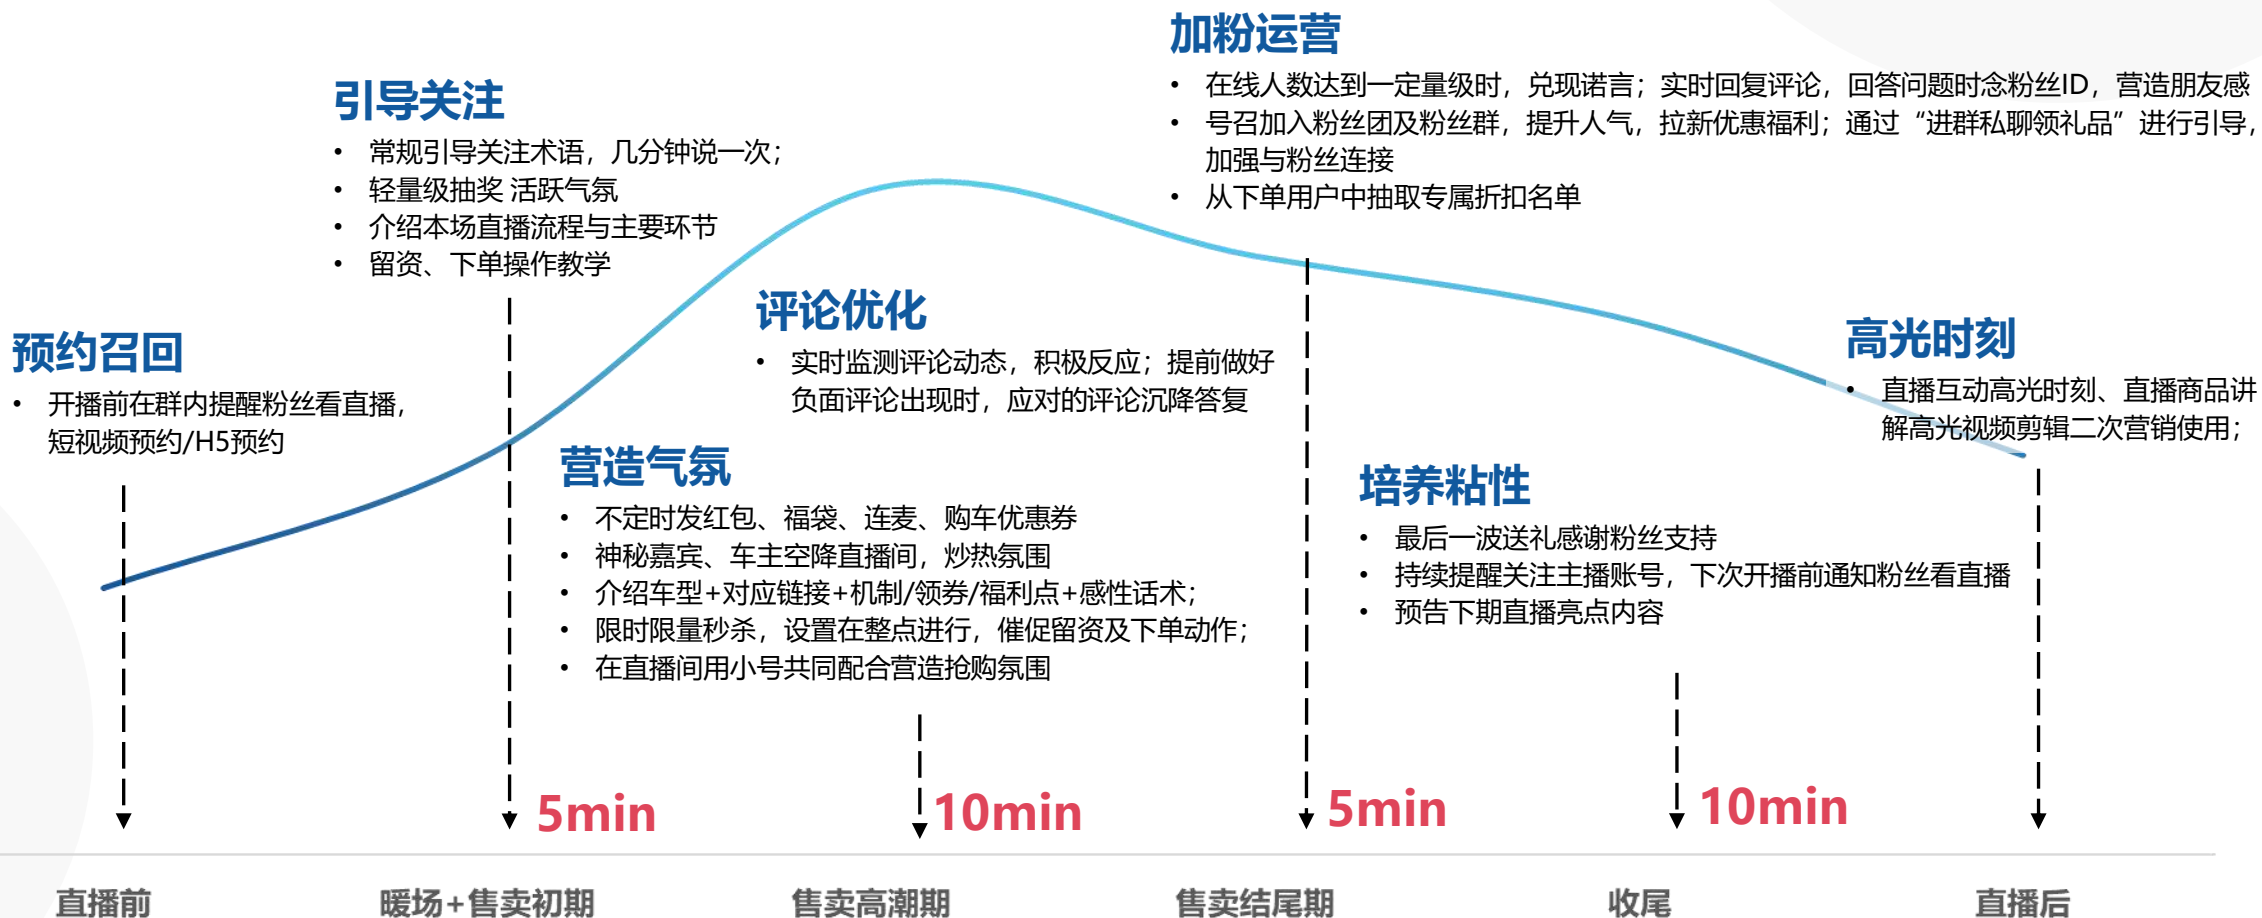 加粉运营
• 在线人数达到一定量级时，兑现诺言；实时回复评论，回答问题时念粉丝ID，营造朋友感
• 号召加入粉丝团及粉丝群，提升人气，拉新优惠福利；通过“进群私聊领礼品”进行引导，
加强与粉丝连接
• 从下单用户中抽取专属折扣名单
引导关注
• 常规引导关注术语，几分钟说一次；
• 轻量级抽奖 活跃气氛
• 介绍本场直播流程与主要环节
• 留资、下单操作教学
预约召回
• 开播前在群内提醒粉丝看直播，
短视频预约/H5预约
评论优化
• 实时监测评论动态，积极反应；提前做好
负面评论出现时，应对的评论沉降答复
高光时刻
• 直播互动高光时刻、直播商品讲
解高光视频剪辑二次营销使用；
营造气氛
• 不定时发红包、福袋、连麦、购车优惠券
• 神秘嘉宾、车主空降直播间，炒热氛围
• 介绍车型+对应链接+机制/领券/福利点+感性话术；
• 限时限量秒杀，设置在整点进行，催促留资及下单动作；
• 在直播间用小号共同配合营造抢购氛围
培养粘性
• 最后一波送礼感谢粉丝支持
• 持续提醒关注主播账号，下次开播前通知粉丝看直播
• 预告下期直播亮点内容
5min
10min
5min
10min
直播前
暖场+售卖初期
售卖高潮期
售卖结尾期
收尾
直播后